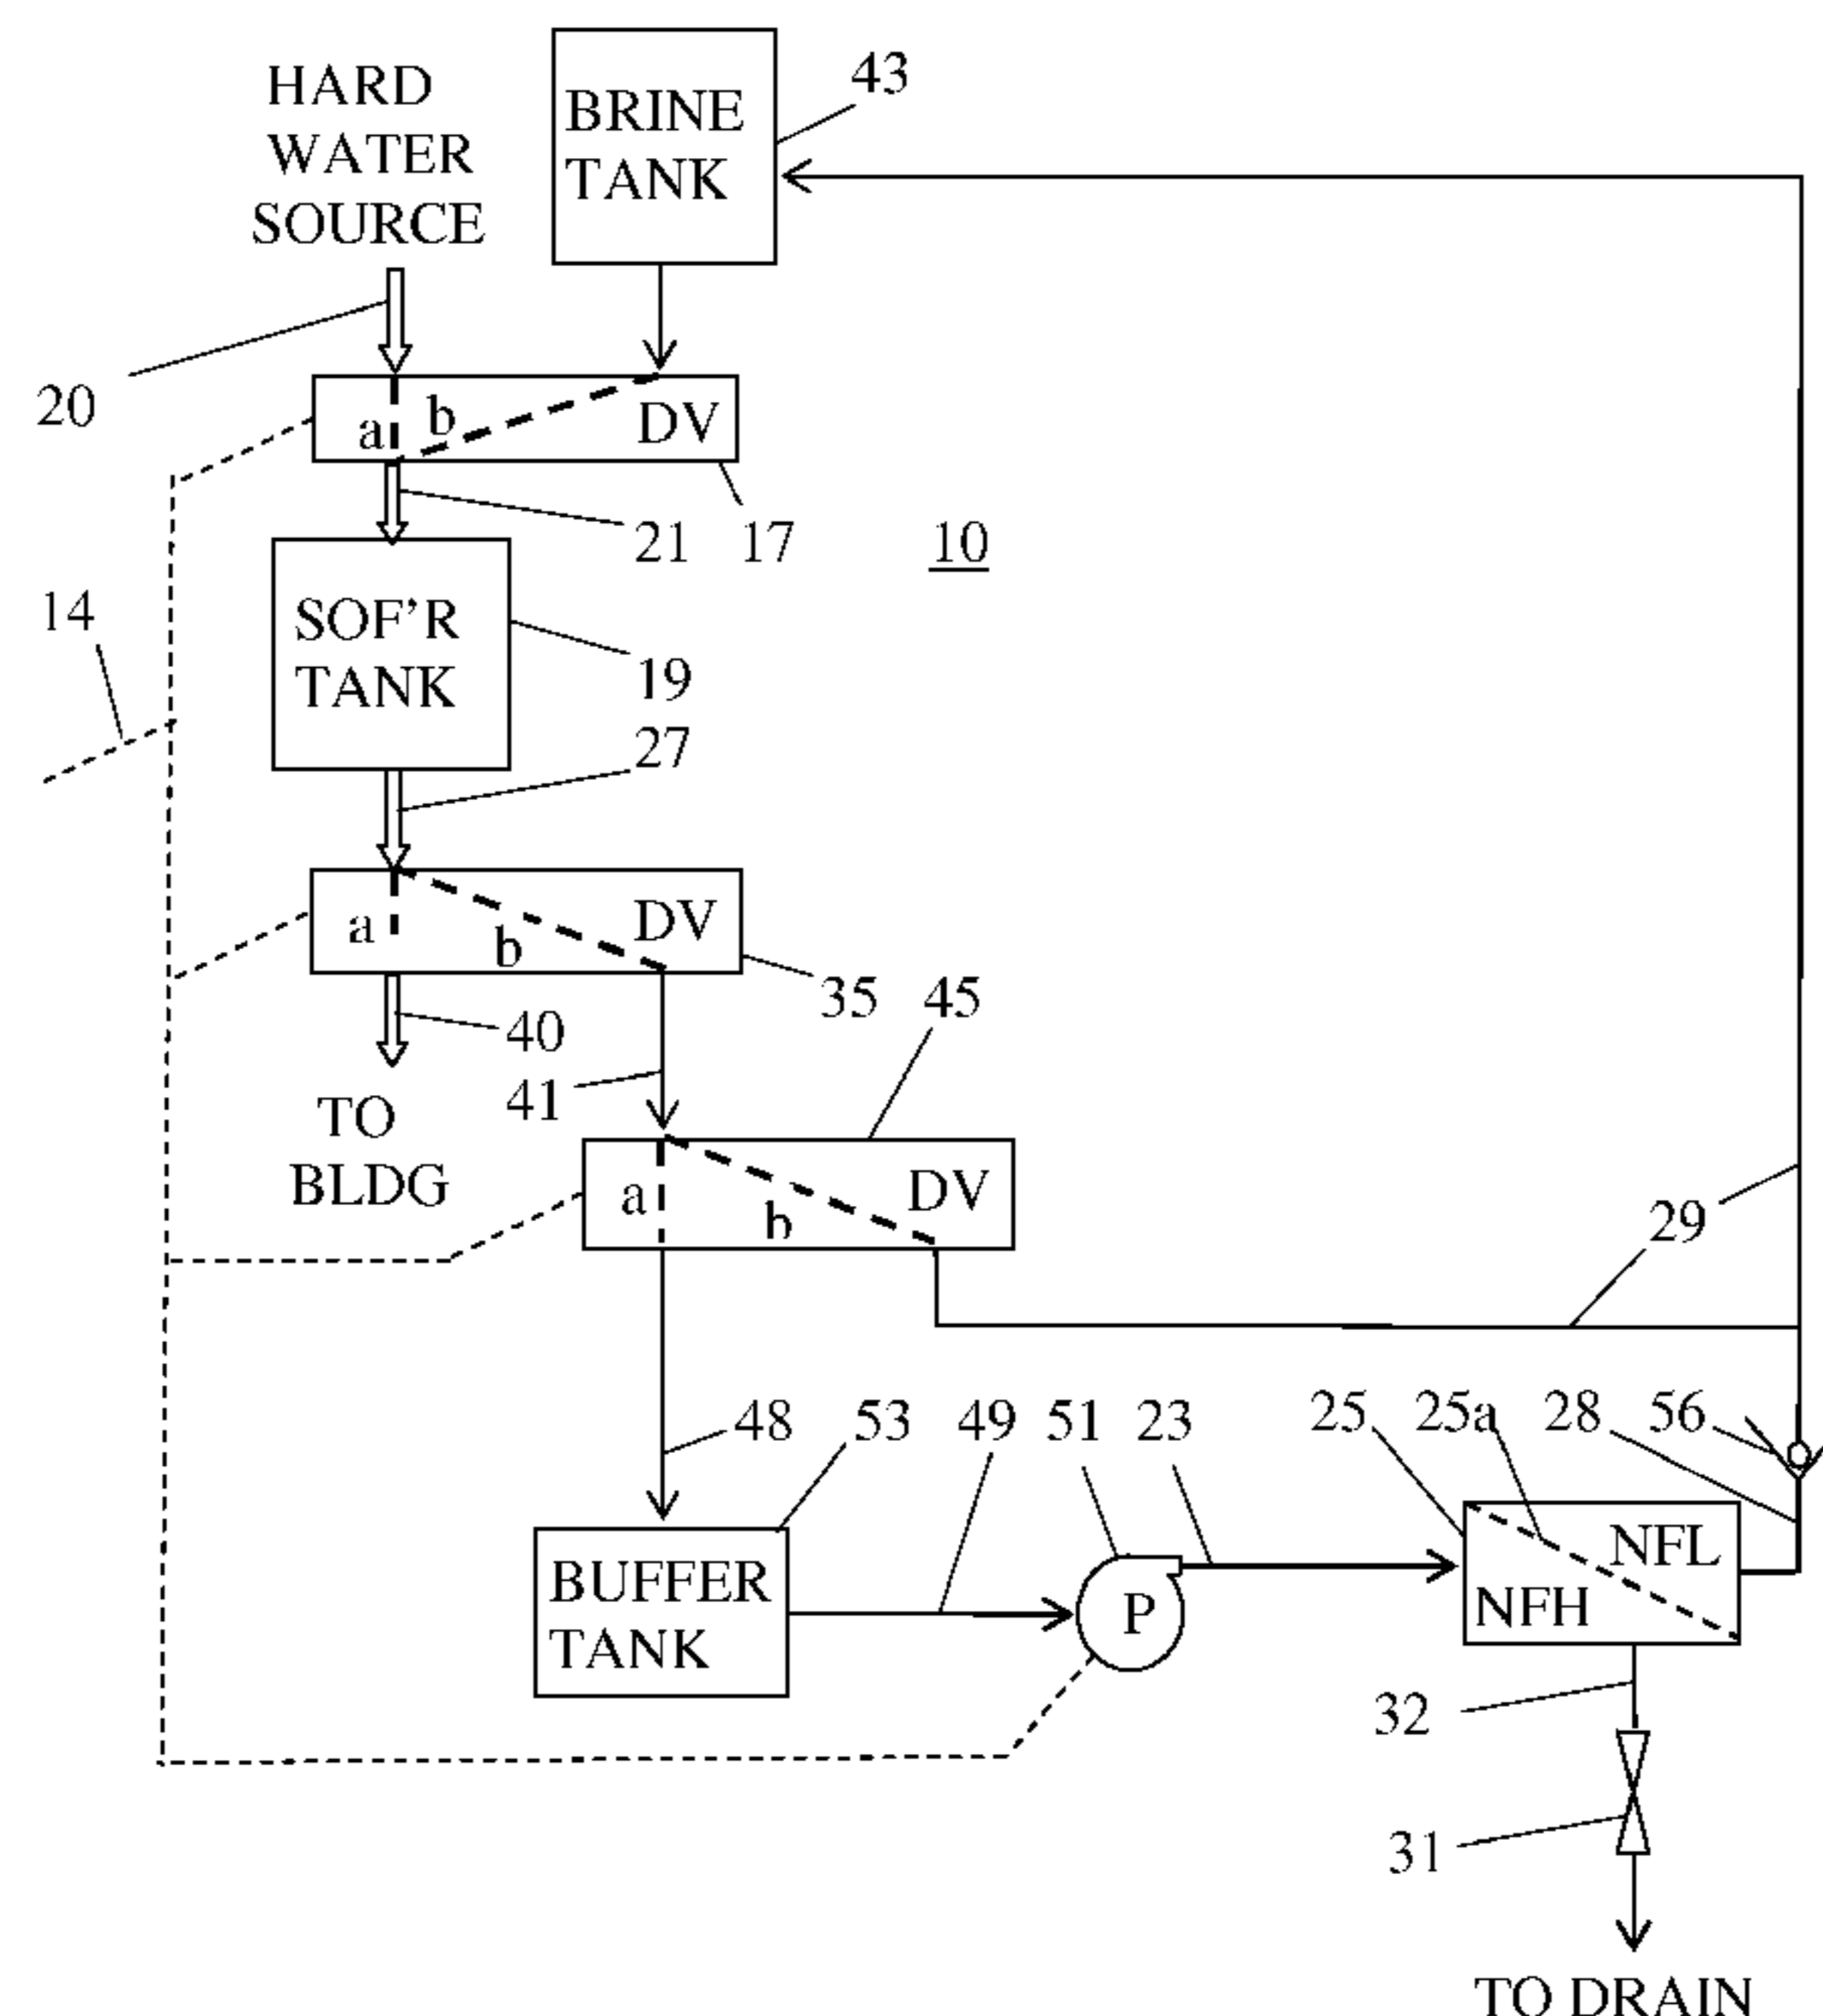 HARD
WATER
SOURCE
BRINE
TANK
43
20
a
b
DV
21
17
10
14
SOF'R
TANK
19
27
a
b
DV
35
45
40
41
TO
BLDG
a
b
DV
29
48
53
49
51
23
25
25a
28
56
BUFFER
TANK
P
NFL
NFH
32
31
TO DRAIN